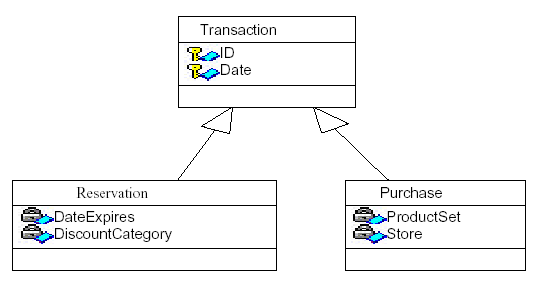 Transaction
ID
Date
Reservation
DateExpires
DiscountCategory
Purchase
ProductSet
Store